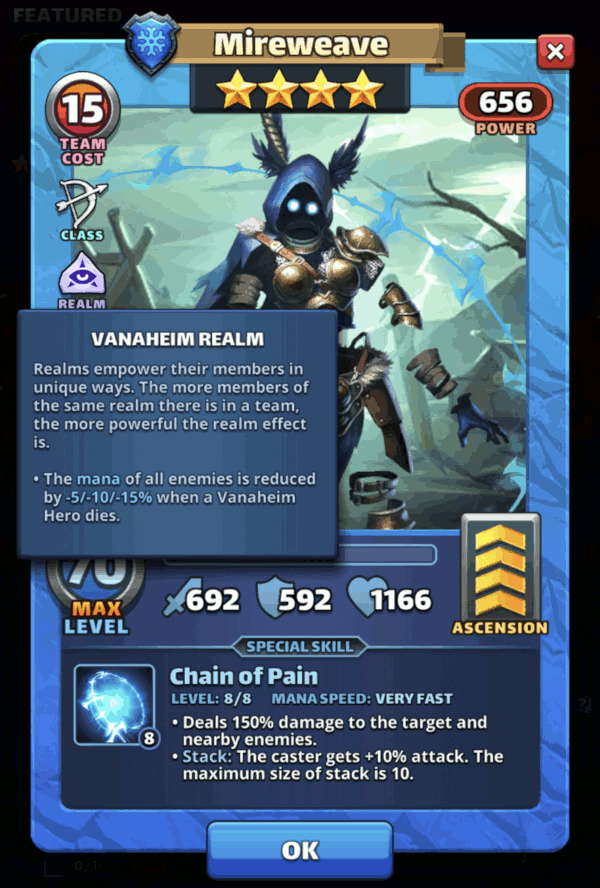 FEATURED
Mireweave
15
TEAM
COST
656
POWER
CLASS
REALM
VANAHEIM REALM
Realms empower their members in
unique ways. The more members of
the same realm there is in a team,
the more powerful the realm effect
is.
• The mana of all enemies is reduced
by -5/-10/-15% when a Vanaheim
Hero dies.
70
MAX
LEVEL
692
592
1166
ASCENSION
SPECIAL SKILL
Chain of Pain
LEVEL: 8/8 MANA SPEED: VERY FAST
8
• Deals 150% damage to the target and
nearby enemies.
• Stack: The caster gets +10% attack. The
maximum size of stack is 10.
OK